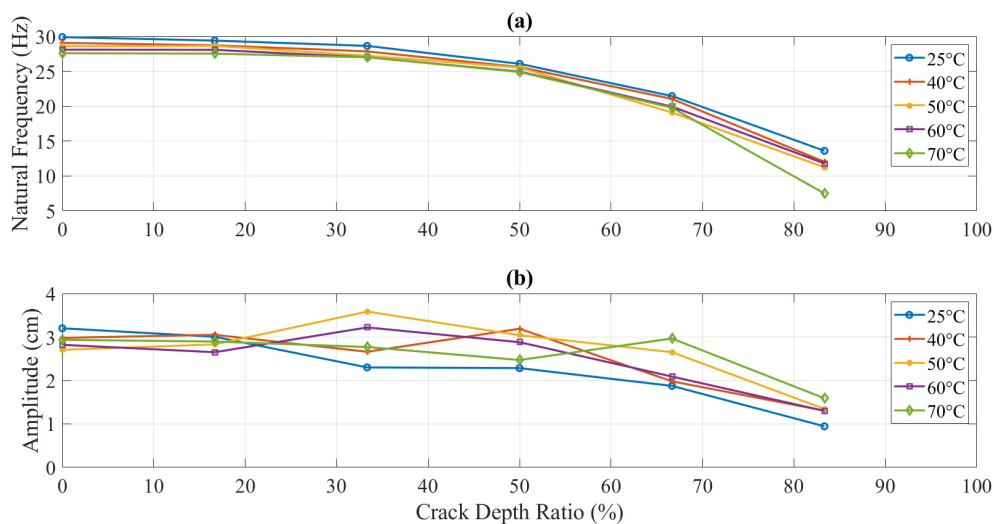 (a)
Natural Frequency (Hz)
30
25
20
15
10
5
0 10 20 30 40 50 60 70 80 90 100
25°C
40°C
50°C
60°C
70°C
(b)
Amplitude (cm)
4
3
2
1
0
0 10 20 30 40 50 60 70 80 90 100
25°C
40°C
50°C
60°C
70°C
Crack Depth Ratio (%)